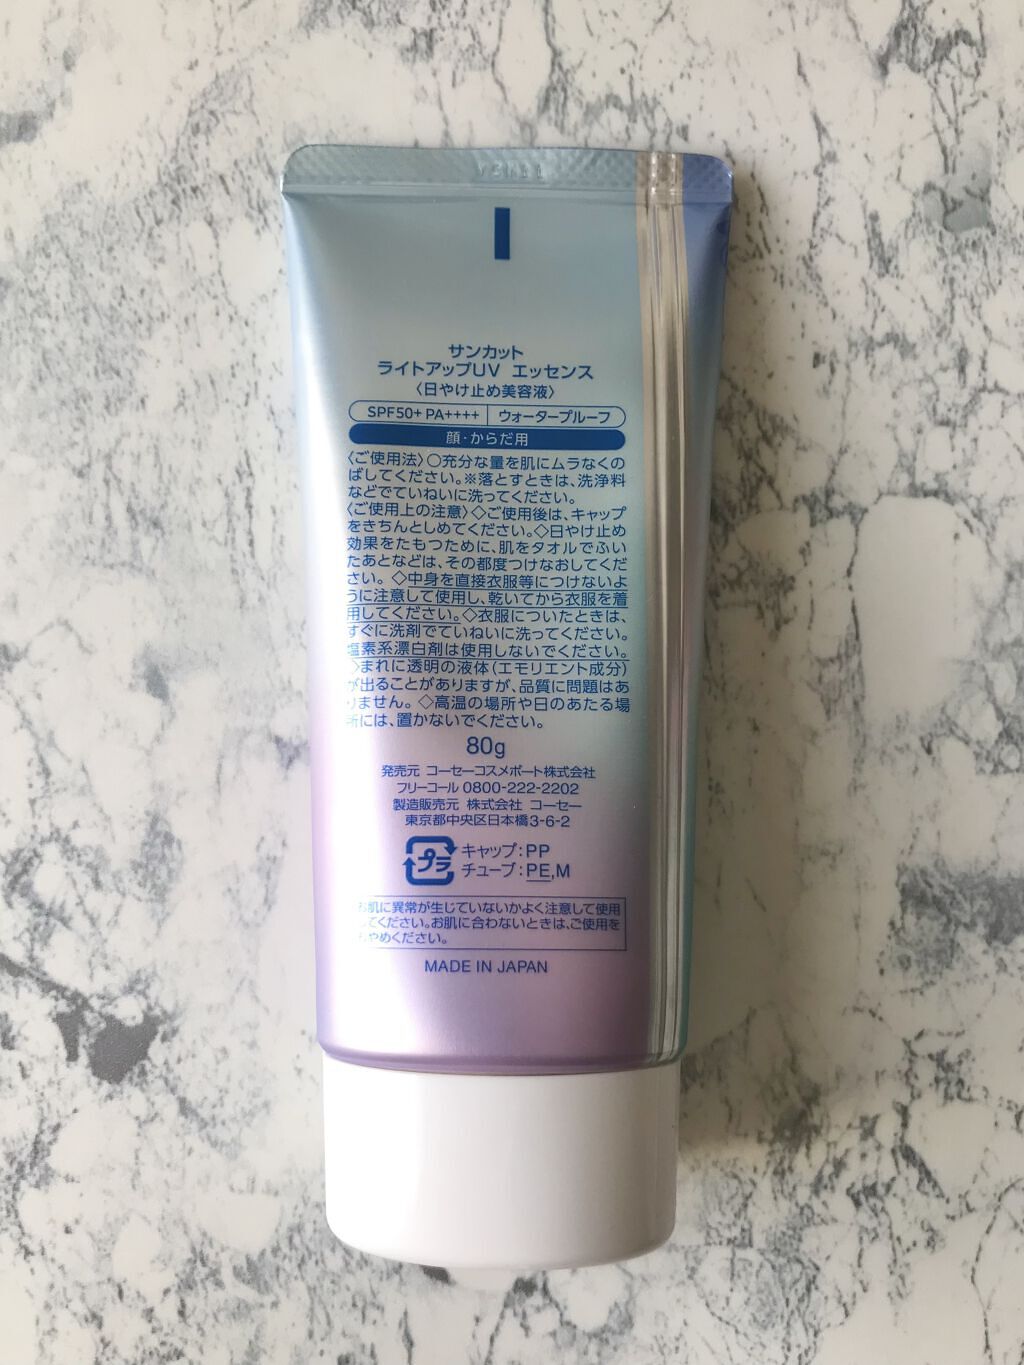 サンカット
ライトアップUV エッセンス
〈日やけ止め美容液〉
SPF50+ PA++++ ウォータープルーフ
顔・からだ用
〈ご使用法〉○充分な量を肌にムラなくの
ばしてください。※落とすときは、洗浄料
などでていねいに洗ってください。
〈ご使用上の注意〉◇ご使用後は、キャップ
をきちんとしめてください。◇日やけ止め
効果をたもつために、肌をタオルでふい
たあとなどは、その都度つけなおしてくだ
さい。◇中身を直接衣服等につけないよ
うに注意して使用し、乾いてから衣服を着
用してください。◇衣服についたときは、
すぐに洗剤でていねいに洗ってください。
塩素系漂白剤は使用しないでください。
◇まれに透明の液体(エモリエント成分)
が出ることがありますが、品質に問題はあ
りません。◇高温の場所や日のあたる場
所には、置かないでください。
80g
発売元 コーセーコスメポート株式会社
フリーコール 0800-222-2202
製造販売元 株式会社 コーセー
東京都中央区日本橋3-6-2
プラ キャップ:PP
チューブ:PE,M
お肌に異常が生じていないかよく注意して使用
してください。お肌に合わないときは、ご使用を
おやめください。
MADE IN JAPAN